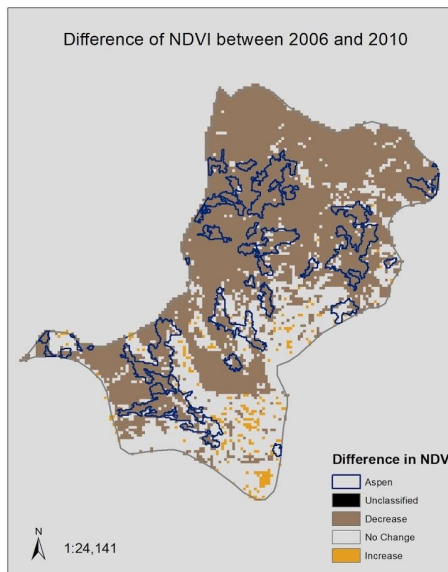 Difference of NDVI between 2006 and 2010
Difference in NDV
Aspen
Unclassified
Decrease
No Change
Increase
N
1:24,141